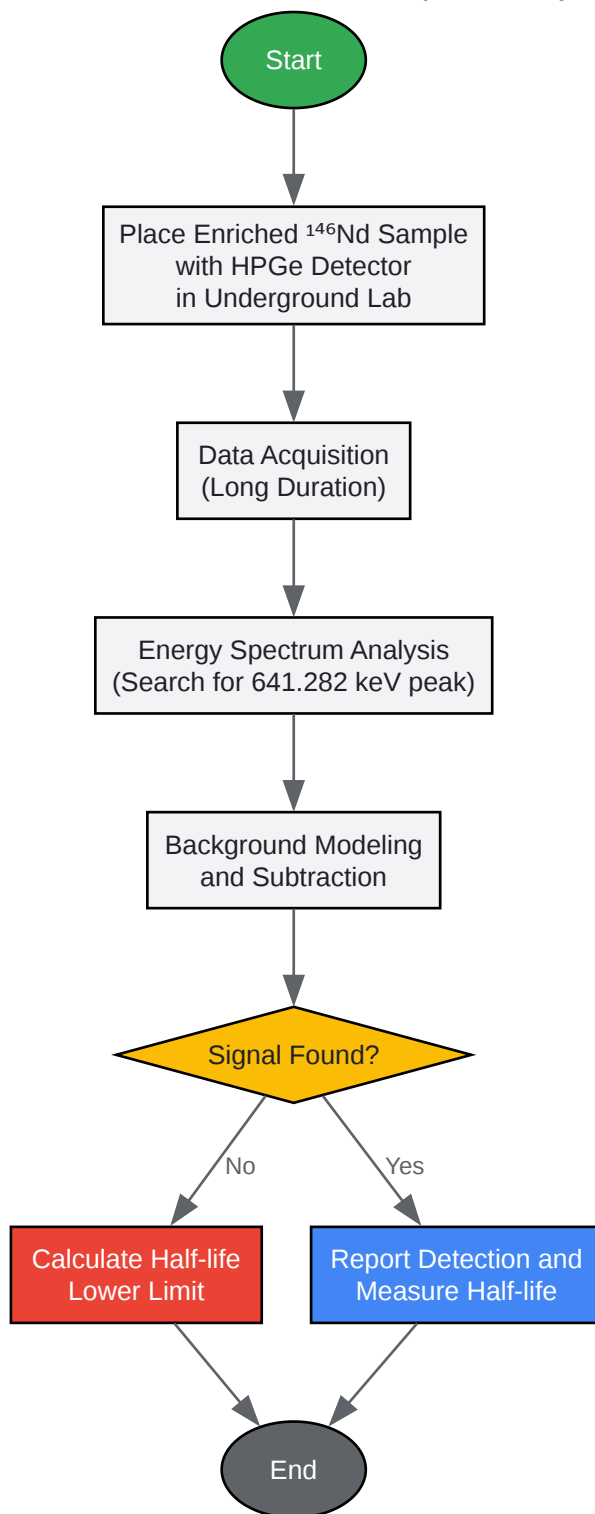 Start
Place Enriched ¹⁴⁶Nd Sample
with HPGe Detector
in Underground Lab
Data Acquisition
(Long Duration)
Energy Spectrum Analysis
(Search for 641.282 keV peak)
Background Modeling
and Subtraction
Signal Found?
No
Yes
Calculate Half-life
Lower Limit
Report Detection and
Measure Half-life
End